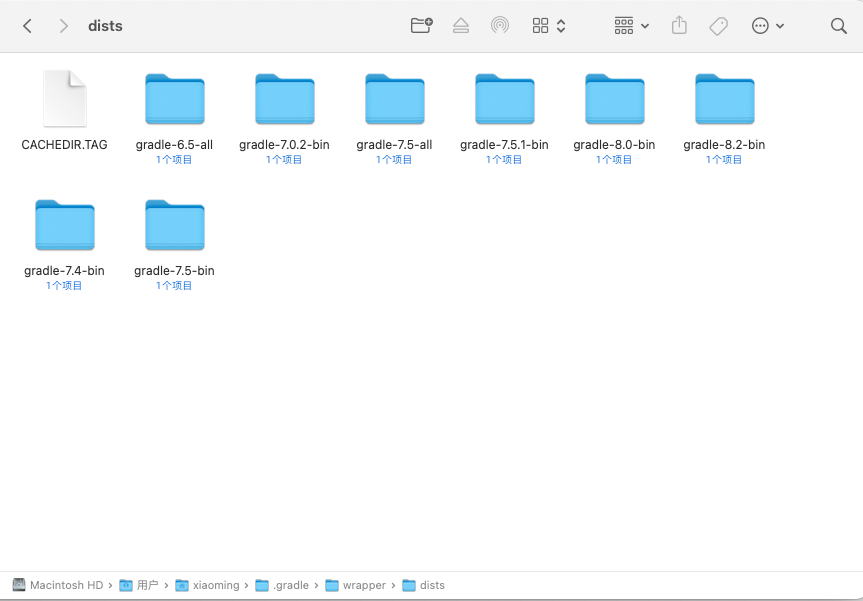 dists
CACHEDIR.TAG
gradle-6.5-all
1个项目
gradle-7.0.2-bin
1个项目
gradle-7.5-all
1个项目
gradle-7.5.1-bin
1个项目
gradle-8.0-bin
1个项目
gradle-8.2-bin
1个项目
gradle-7.4-bin
1个项目
gradle-7.5-bin
1个项目
Macintosh HD › 用户 › xiaoming › .gradle › wrapper › dists